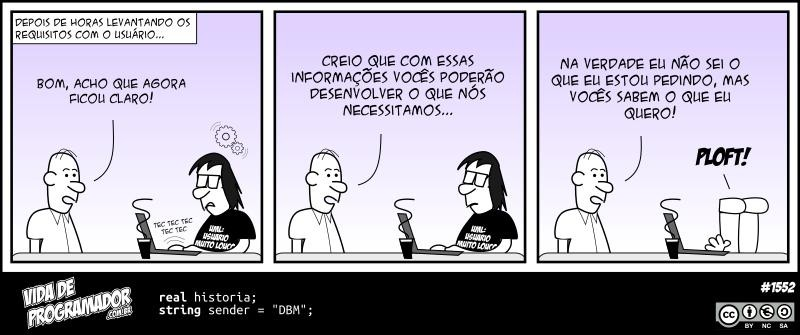 DEPOIS DE HORAS LEVANTANDO OS
REQUISITOS COM O USUÁRIO...
BOM, ACHO QUE AGORA
FICOU CLARO!
TEC TEC TEC
TEC TEC
UML:
USUARIO
MUITO LOUCO
CREIO QUE COM ESSAS
INFORMAÇÕES VOCÊS PODERÃO
DESENVOLVER O QUE NÓS
NECESSITAMOS...
UML:
USUARIO
MUITO LOUCO
NA VERDADE EU NÃO SEI O
QUE EU ESTOU PEDINDO, MAS
VOCÊS SABEM O QUE EU
QUERO!
PLOFT!
VIDA DE
PROGRAMADOR
.COM.BR
real historia;
string sender = "DBM";
#1552
cc
BY NC SA